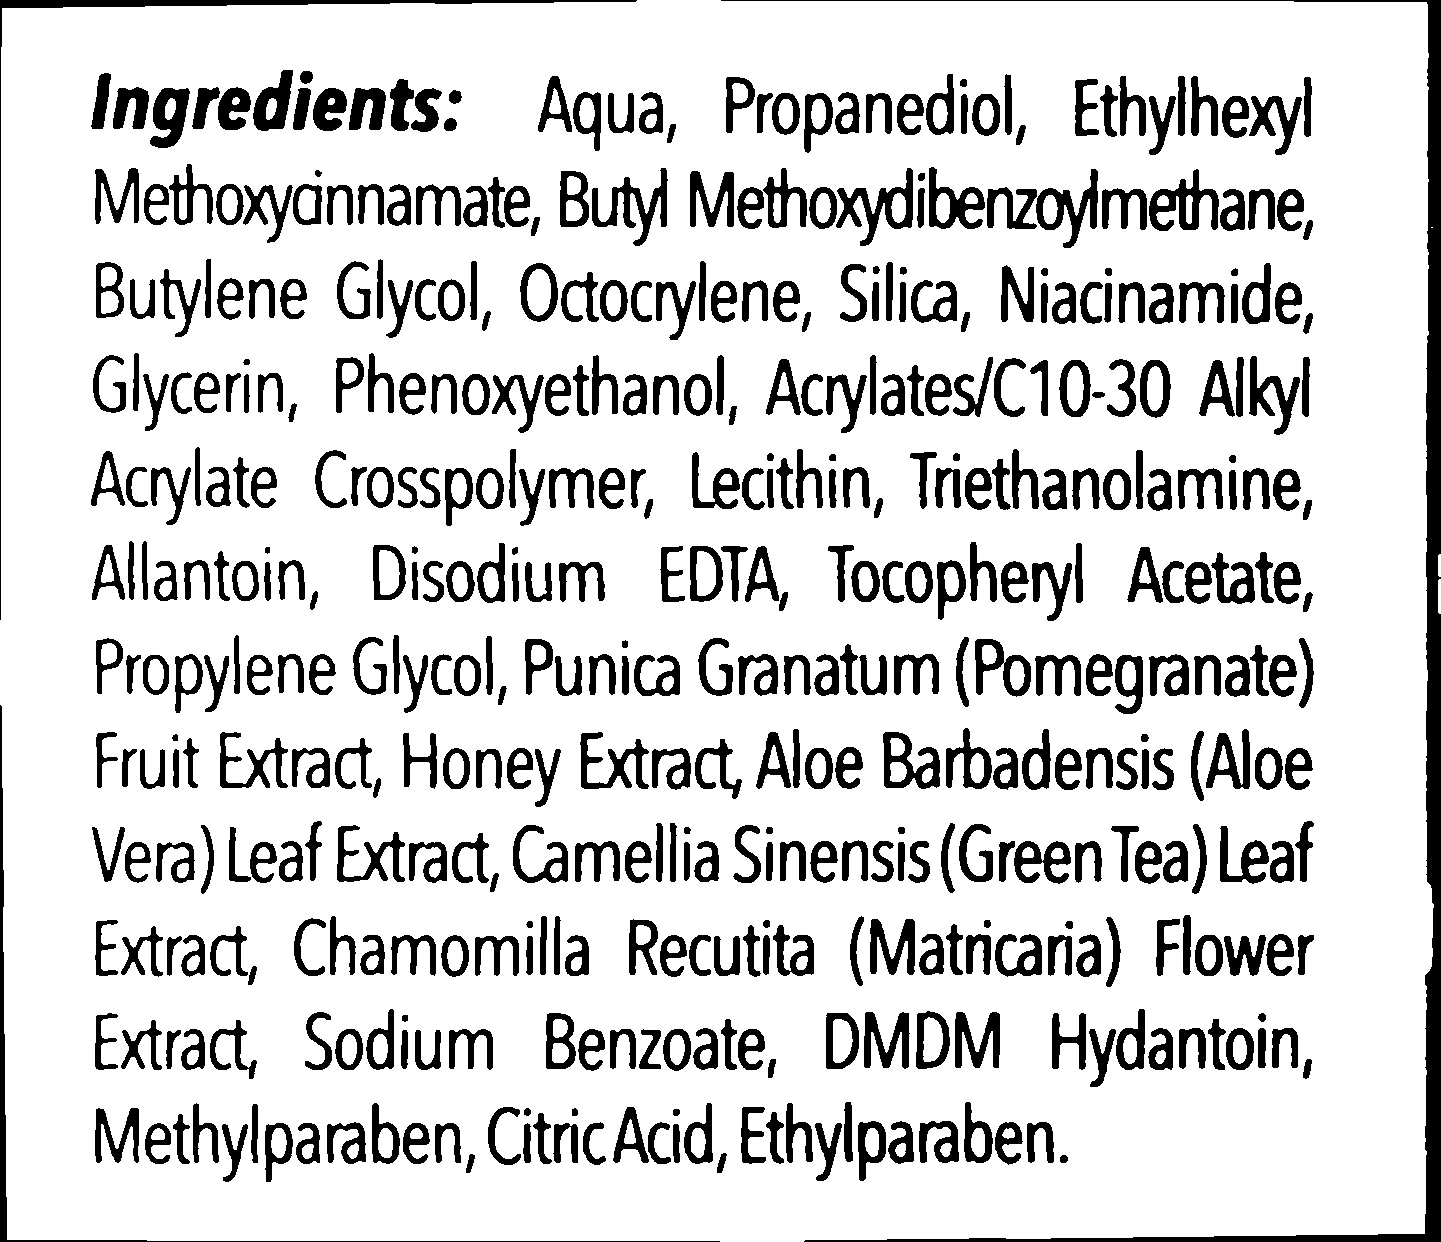 Ingredients: Aqua, Propanediol, Ethylhexyl
Methoxycinnamate, Butyl Methoxydibenzoylmethane,
Butylene Glycol, Octocrylene, Silica, Niacinamide,
Glycerin, Phenoxyethanol, Acrylates/C10-30 Alkyl
Acrylate Crosspolymer, Lecithin, Triethanolamine,
Allantoin, Disodium EDTA, Tocopheryl Acetate,
Propylene Glycol, Punica Granatum (Pomegranate)
Fruit Extract, Honey Extract, Aloe Barbadensis (Aloe
Vera) Leaf Extract, Camellia Sinensis (Green Tea) Leaf
Extract, Chamomilla Recutita (Matricaria) Flower
Extract, Sodium Benzoate, DMDM Hydantoin,
Methylparaben, Citric Acid, Ethylparaben.